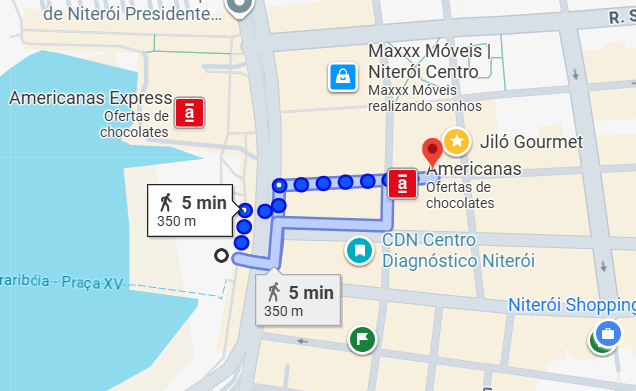 de Niterói Presidente...
R. S
Maxxx Móveis |
Niterói Centro
Maxxx Móveis
realizando sonhos
Americanas Express
Ofertas de
chocolates
a
Jiló Gourmet
Americanas
Ofertas de
chocolates
a
5 min
350 m
CDN Centro
Diagnóstico Niterói
rariboia - Praça XV
5 min
350 m
Niterói Shopping